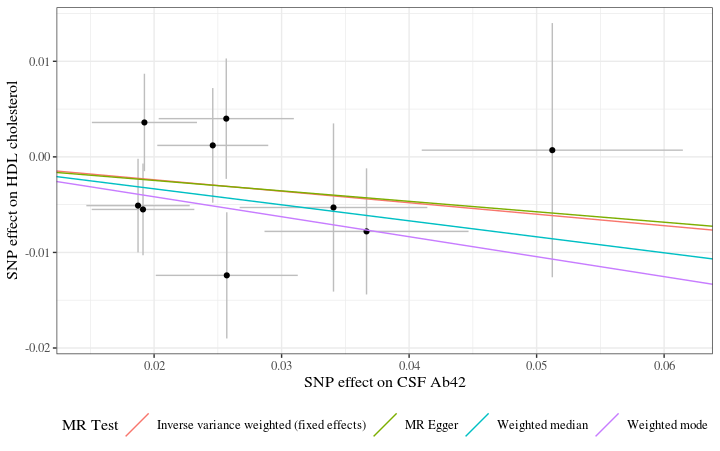 0.01
0.00
-0.01
-0.02
SNP effect on HDL cholesterol
0.02 0.03 0.04 0.05 0.06
SNP effect on CSF Ab42
MR Test Inverse variance weighted (fixed effects) MR Egger Weighted median Weighted mode